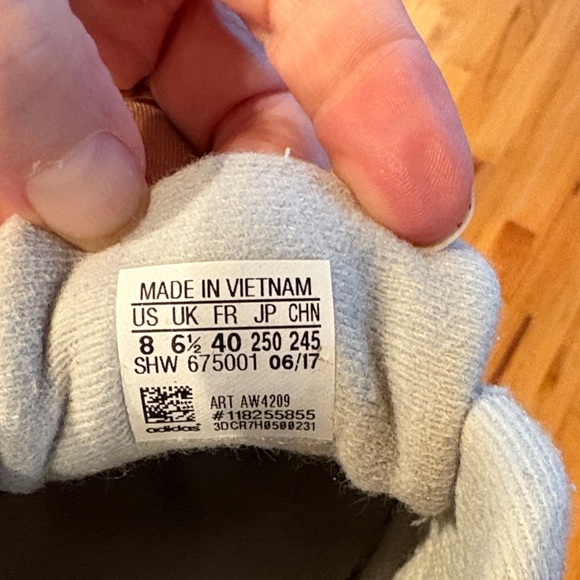 MADE IN VIETNAM
US UK FR JP CHN
8 6½ 40 250 245
SHW 675001 06/17
ART AW4209
#118255855
adidas 3DCR7H0500231